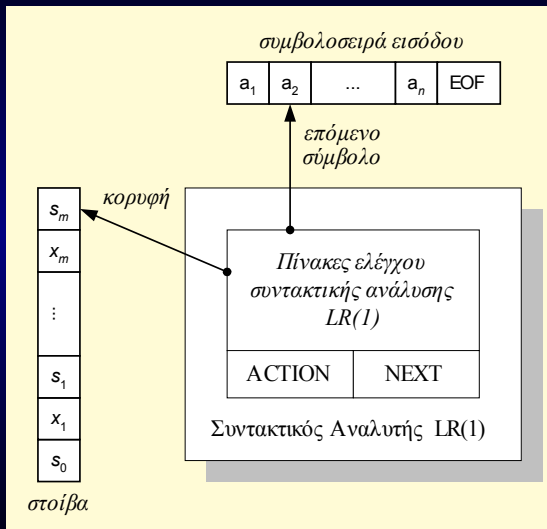 συμβολοσειρά εισόδου
a1 a2 ... an EOF
επόμενο
σύμβολο
κορυφή
sm
xm
⋮
s1
x1
s0
στοίβα
Πίνακες ελέγχου
συντακτικής ανάλυσης
LR(1)
ACTION NEXT
Συντακτικός Αναλυτής LR(1)